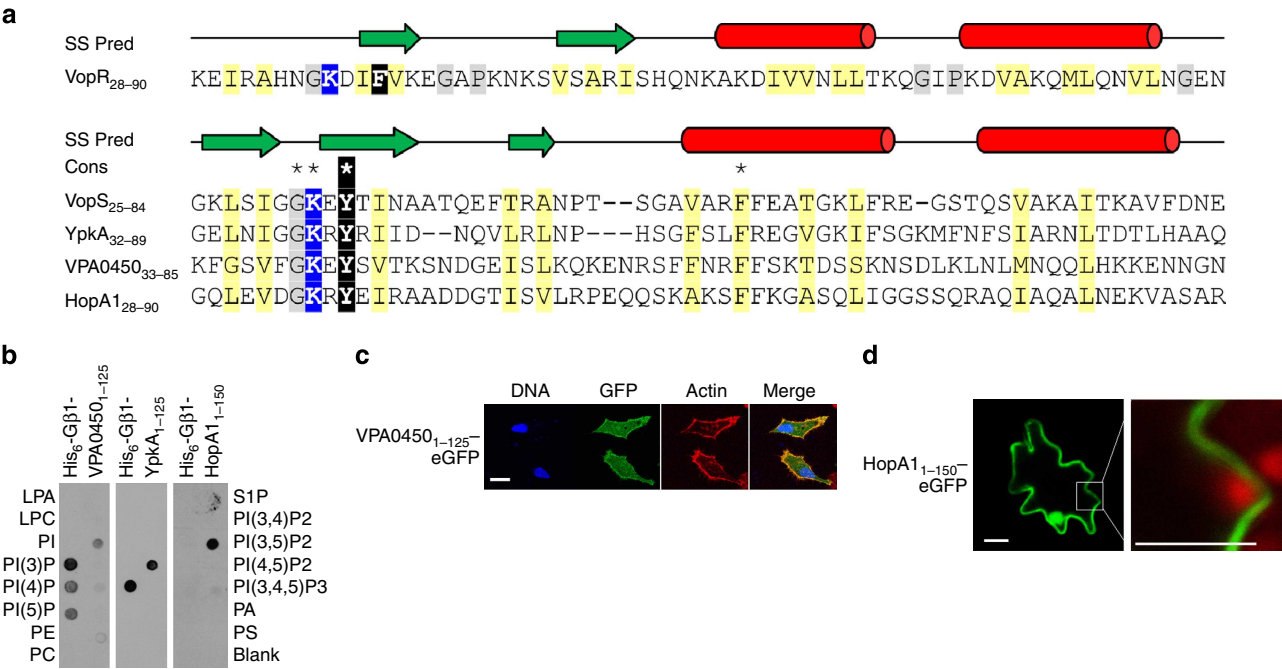 a
SS Pred
VopR28–90 KEIRAHNGKDIFVKEGAPKNKSVSARISHQNKAKDIVVNLLTKQGIPKDVAKQMLQNVLNGEN
SS Pred
Cons * * * *
VopS25–84 GKLSIGGKEYTINAATQEFTRANPT--SGAVARFFEATGKLFRE-GSTQSVAKAITKAVFDNE
YpkA32–89 GELNIGGKRYRIID--NQVLRLNP---HSGFSLFREGVGKIFSGKMFNFSIARNLTDTLHAAQ
VPA045033–85 KFGSVFGKEYSVTKSNDGEISLKQKENRSFFNRFFSKTDSSKNSDLKLNLMNQQLHKKENNGN
HopA128–90 GQLEVDGKRYEIRAADDGTISVLRPEQQSKAKSFFKGASQLIGGSSQRAQIAQALNEKVASAR
b
His6-Gβ1-
VPA04501–125
His6-Gβ1-
YpkA1–125
His6-Gβ1-
HopA11–150
LPA S1P
LPC PI(3,4)P2
PI PI(3,5)P2
PI(3)P PI(4,5)P2
PI(4)P PI(3,4,5)P3
PI(5)P PA
PE PS
PC Blank
c
DNA GFP Actin Merge
VPA04501–125–
eGFP
d
HopA11–150–
eGFP